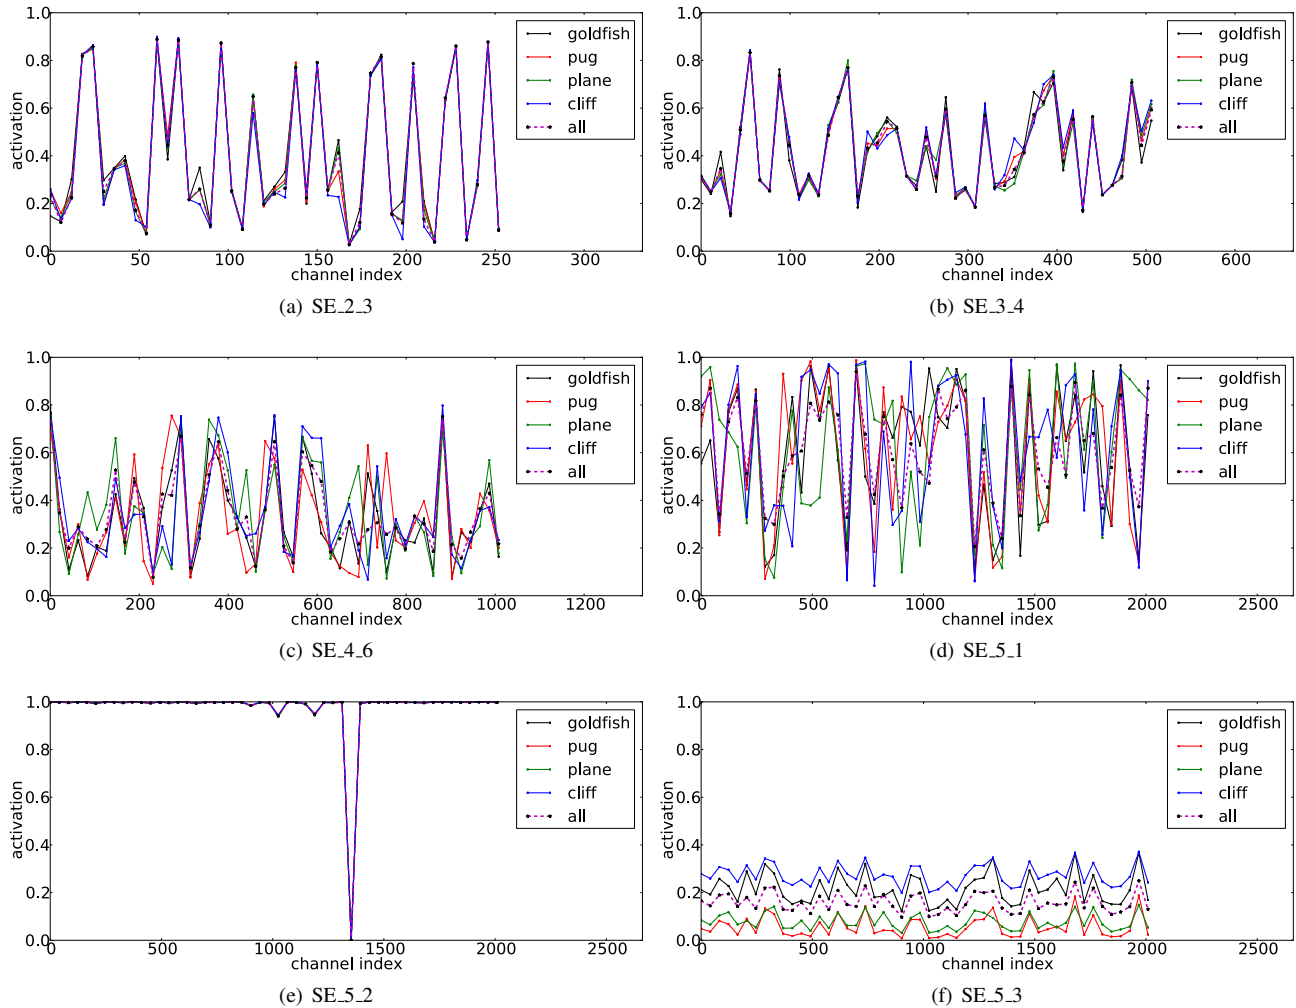 1.0
0.8
0.6
0.4
0.2
0.0
activation
0 50 100 150 200 250 300
channel index
goldfish
pug
plane
cliff
all
(a) SE_2_3
1.0
0.8
0.6
0.4
0.2
0.0
activation
100 200 300 400 500 600
channel index
goldfish
pug
plane
cliff
all
(b) SE_3_4
1.0
0.8
0.6
0.4
0.2
0.0
activation
0 200 400 600 800 1000 1200
channel index
goldfish
pug
plane
cliff
all
(c) SE_4_6
1.0
0.8
0.6
0.4
0.2
0.0
activation
0 500 1000 1500 2000 2500
channel index
goldfish
pug
plane
cliff
all
(d) SE_5_1
1.0
0.8
0.6
0.4
0.2
0.0
activation
0 500 1000 1500 2000 2500
channel index
goldfish
pug
plane
cliff
all
(e) SE_5_2
1.0
0.8
0.6
0.4
0.2
0.0
activation
0 500 1000 1500 2000 2500
channel index
goldfish
pug
plane
cliff
all
(f) SE_5_3